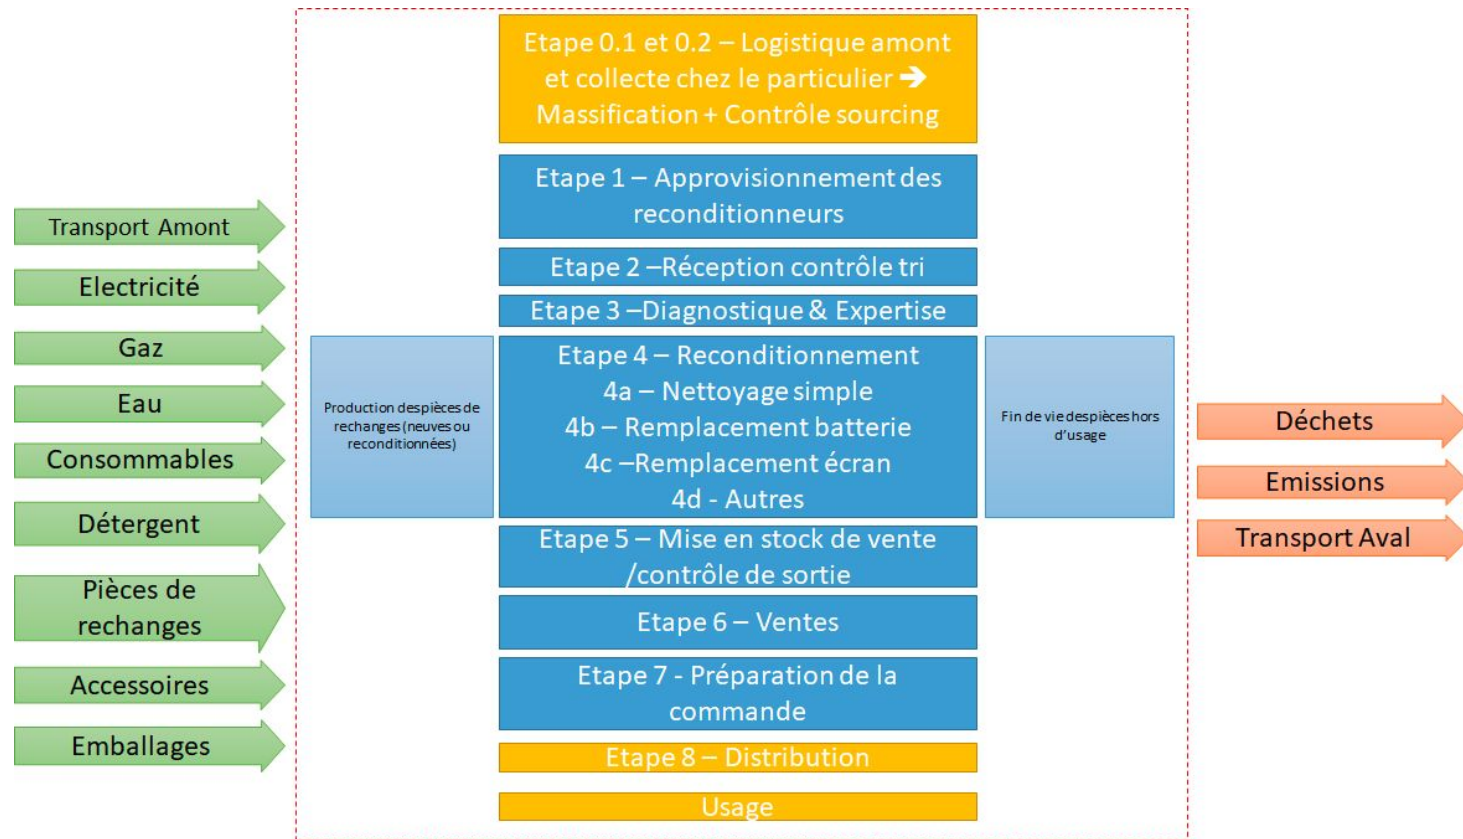 Etape 0.1 et 0.2 – Logistique amont
et collecte chez le particulier ➔
Massification + Contrôle sourcing
Etape 1 – Approvisionnement des
reconditionneurs
Etape 2 –Réception contrôle tri
Etape 3 –Diagnostique & Expertise
Etape 4 – Reconditionnement
4a – Nettoyage simple
4b – Remplacement batterie
4c –Remplacement écran
4d - Autres
Etape 5 – Mise en stock de vente
/contrôle de sortie
Etape 6 – Ventes
Etape 7 - Préparation de la
commande
Etape 8 – Distribution
Usage
Transport Amont
Electricité
Gaz
Eau
Consommables
Détergent
Pièces de
rechanges
Accessoires
Emballages
Production despièces de
rechanges (neuves ou
reconditionnées)
Fin de vie despièces hors
d'usage
Déchets
Emissions
Transport Aval